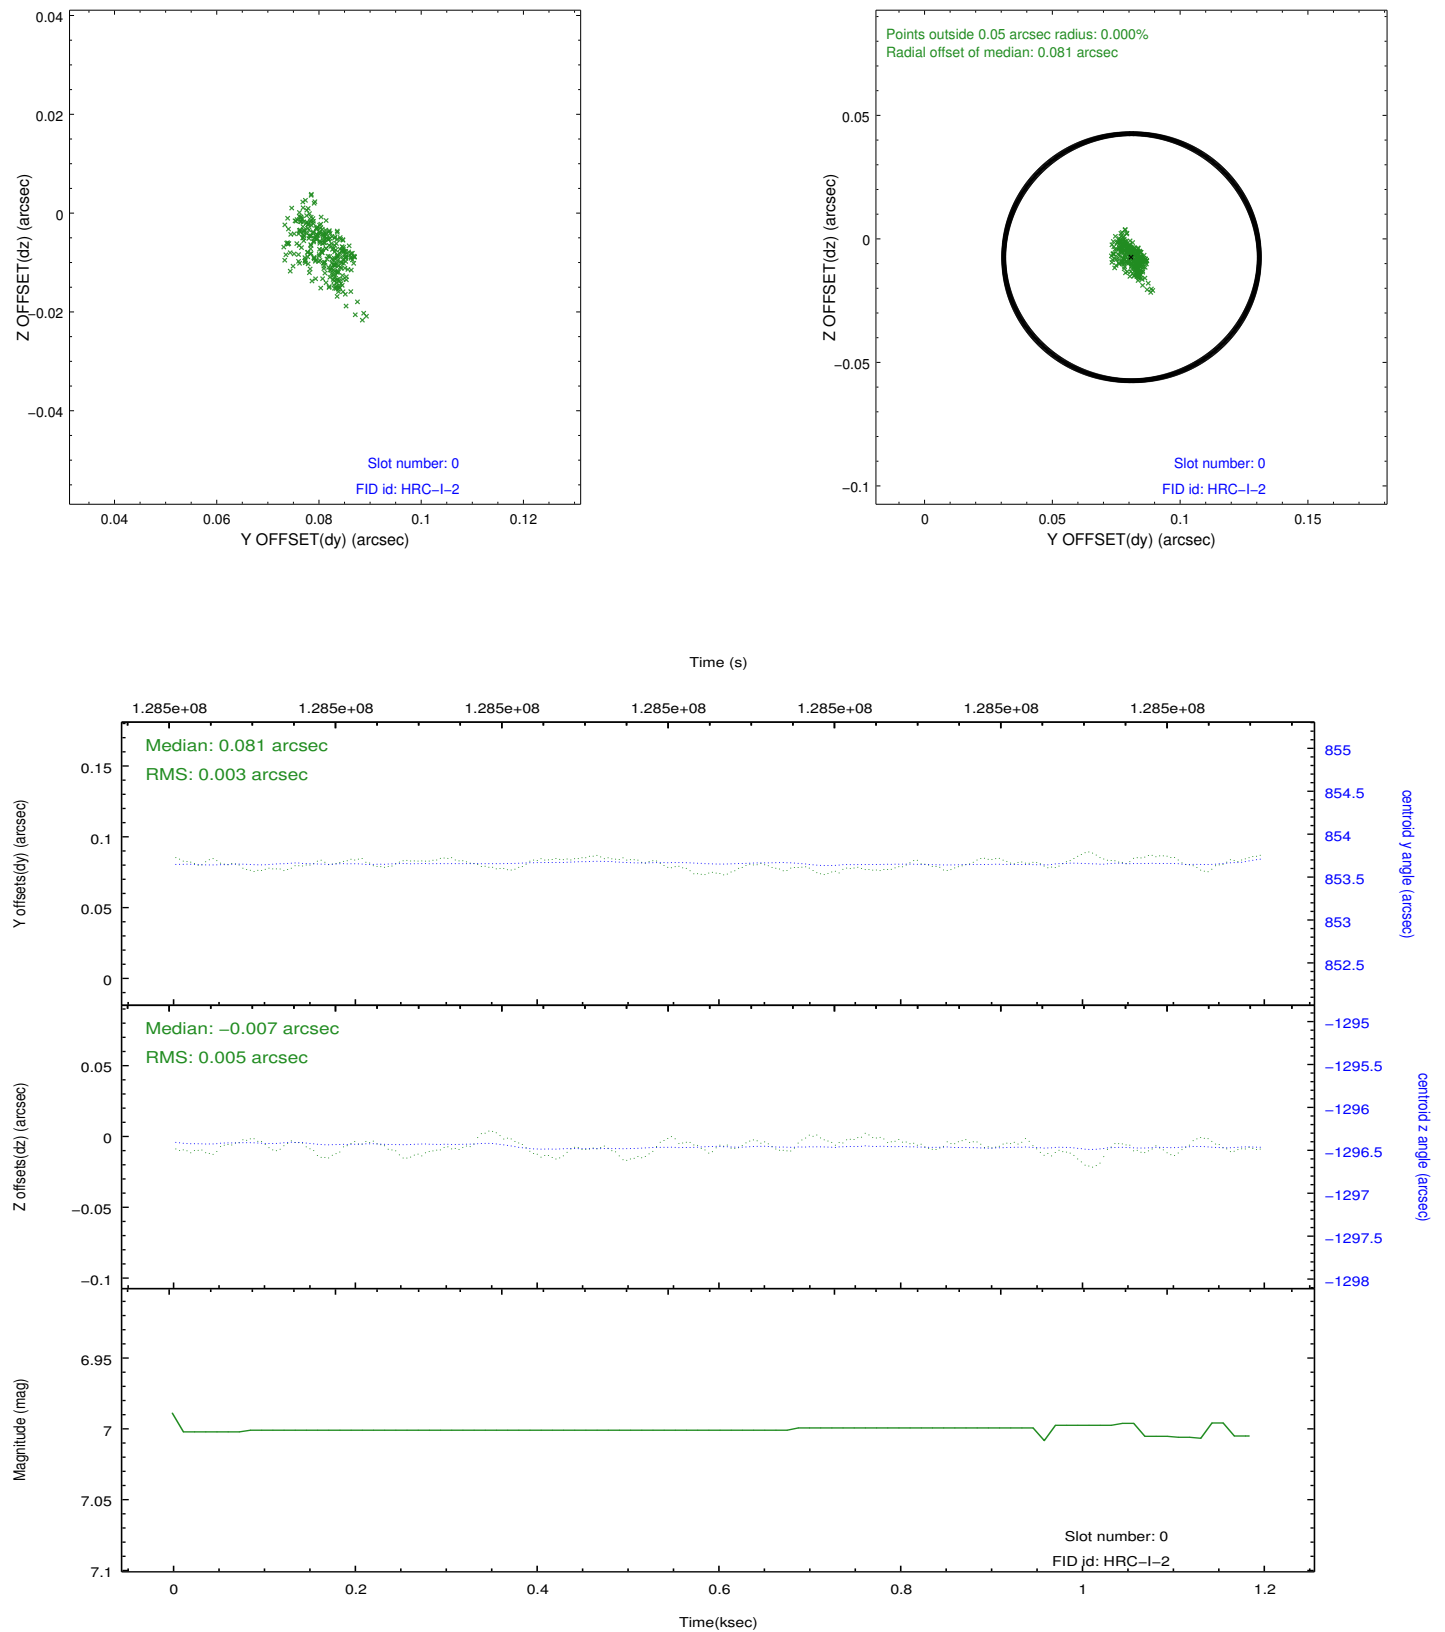 0.04
0.02
0
−0.02
−0.04
Z OFFSET(dz) (arcsec)
Slot number: 0
FID id: HRC−I−2
0.04 0.06 0.08 0.1 0.12
Y OFFSET(dy) (arcsec)
Points outside 0.05 arcsec radius: 0.000%
Radial offset of median: 0.081 arcsec
0.05
0
−0.05
−0.1
Z OFFSET(dz) (arcsec)
Slot number: 0
FID id: HRC−I−2
0 0.05 0.1 0.15
Y OFFSET(dy) (arcsec)
Time (s)
1.285e+08 1.285e+08 1.285e+08 1.285e+08 1.285e+08 1.285e+08 1.285e+08
Median: 0.081 arcsec
RMS: 0.003 arcsec
0.15
0.1
0.05
0
Y offsets(dy) (arcsec)
855
854.5
854
853.5
853
852.5
centroid y angle (arcsec)
Median: −0.007 arcsec
RMS: 0.005 arcsec
0.05
0
−0.05
−0.1
Z offsets(dz) (arcsec)
−1295
−1295.5
−1296
−1296.5
−1297
−1297.5
−1298
centroid z angle (arcsec)
6.95
7
7.05
7.1
Magnitude (mag)
Slot number: 0
FID id: HRC−I−2
0 0.2 0.4 0.6 0.8 1 1.2
Time(ksec)